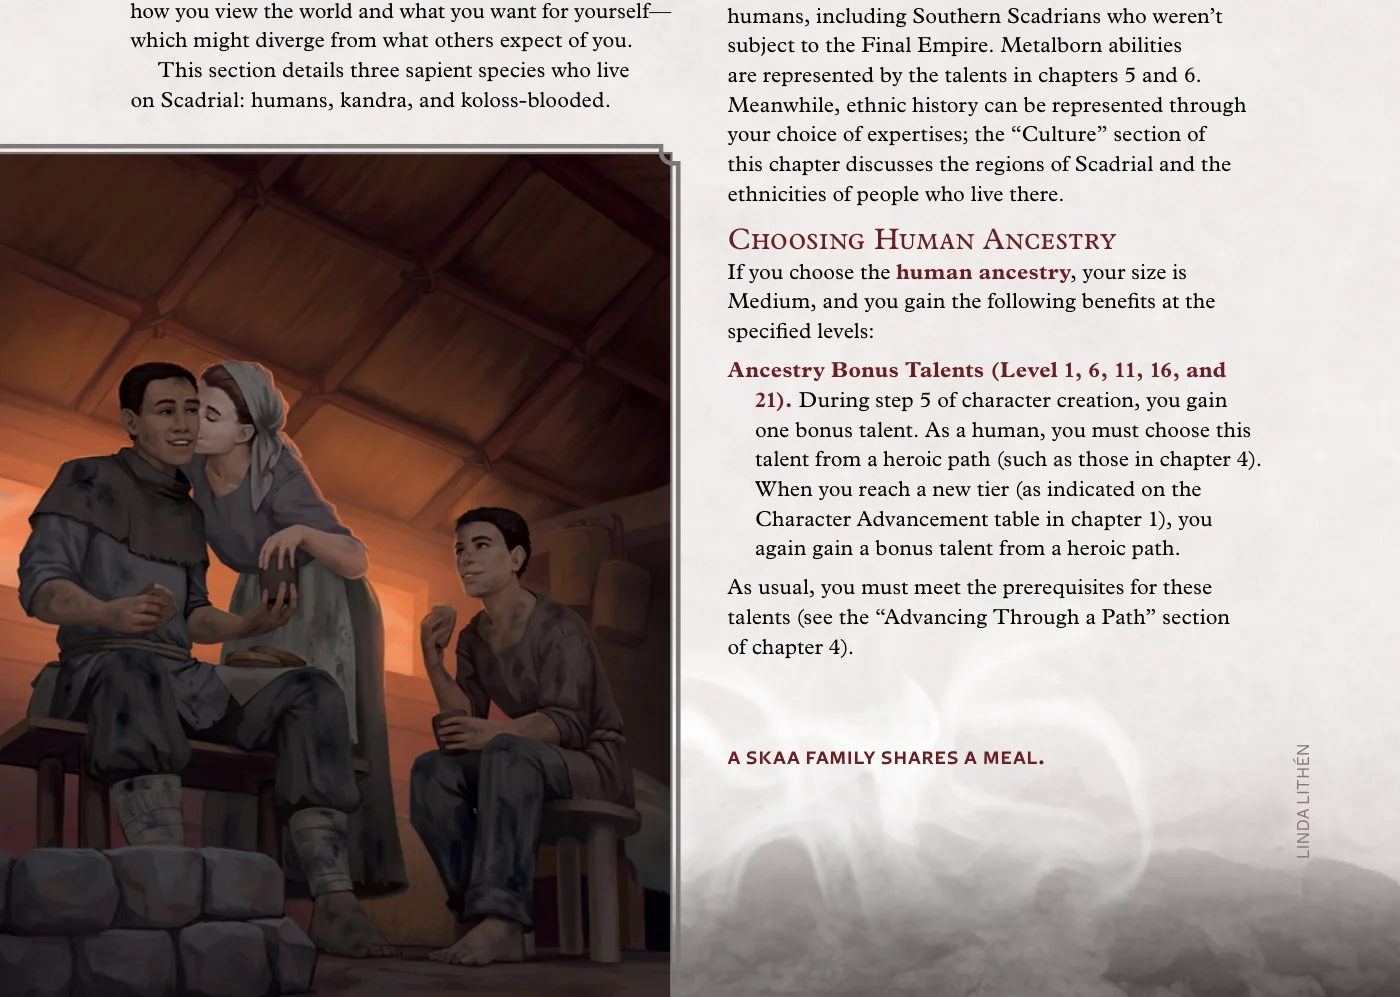 how you view the world and what you want for yourself—
which might diverge from what others expect of you.
This section details three sapient species who live
on Scadrial: humans, kandra, and koloss-blooded.
humans, including Southern Scadrians who weren’t
subject to the Final Empire. Metalborn abilities
are represented by the talents in chapters 5 and 6.
Meanwhile, ethnic history can be represented through
your choice of expertises; the “Culture” section of
this chapter discusses the regions of Scadrial and the
ethnicities of people who live there.
Choosing Human Ancestry
If you choose the human ancestry, your size is
Medium, and you gain the following benefits at the
specified levels:
Ancestry Bonus Talents (Level 1, 6, 11, 16, and
21). During step 5 of character creation, you gain
one bonus talent. As a human, you must choose this
talent from a heroic path (such as those in chapter 4).
When you reach a new tier (as indicated on the
Character Advancement table in chapter 1), you
again gain a bonus talent from a heroic path.
As usual, you must meet the prerequisites for these
talents (see the “Advancing Through a Path” section
of chapter 4).
A SKAA FAMILY SHARES A MEAL.
LINDA LITHÉN